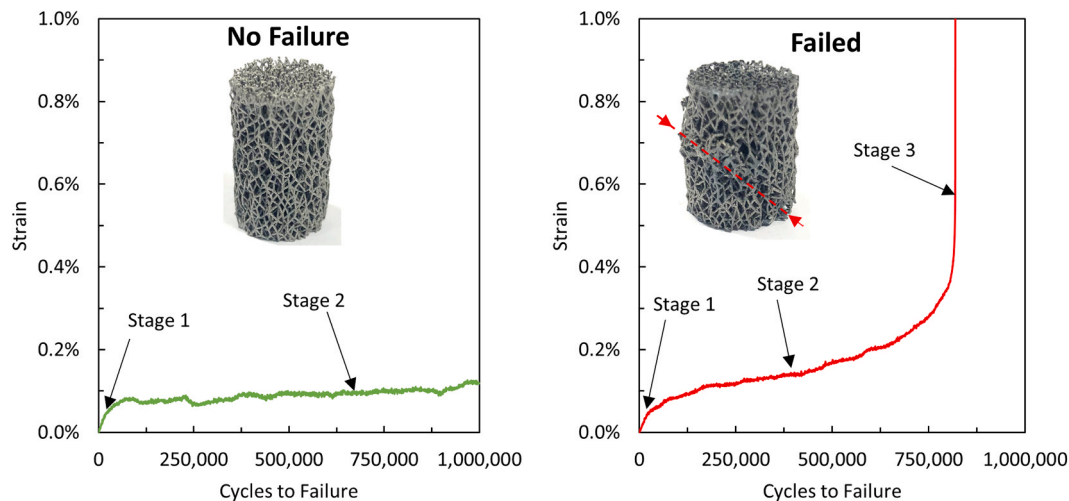 No Failure
1.0%
0.8%
0.6%
0.4%
0.2%
0.0%
Strain
Stage 1
Stage 2
0
250,000
500,000
750,000
1,000,000
Cycles to Failure
Failed
1.0%
0.8%
0.6%
0.4%
0.2%
0.0%
Strain
Stage 1
Stage 2
Stage 3
0
250,000
500,000
750,000
1,000,000
Cycles to Failure